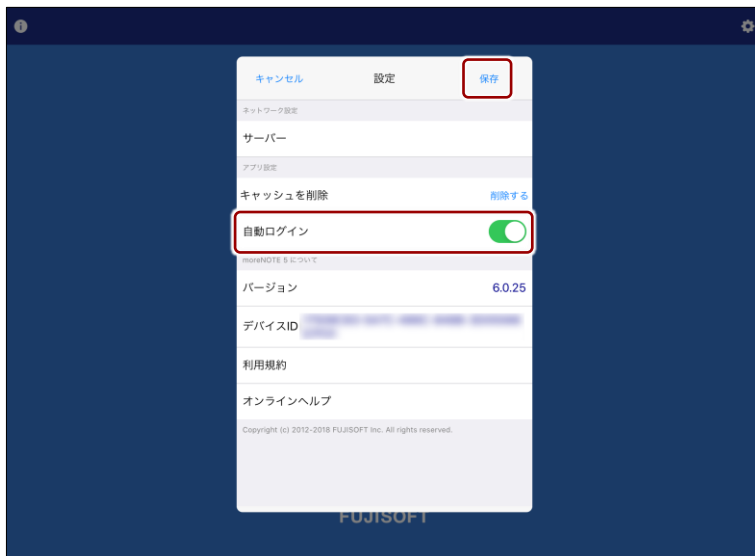 キャンセル 設定 保存
ネットワーク設定
サーバー
アプリ設定
キャッシュを削除 削除する
自動ログイン
moreNOTE 5 について
バージョン 6.0.25
デバイスID
利用規約
オンラインヘルプ
Copyright (c) 2012-2018 FUJISOFT Inc. All rights reserved.
FUJISOFT